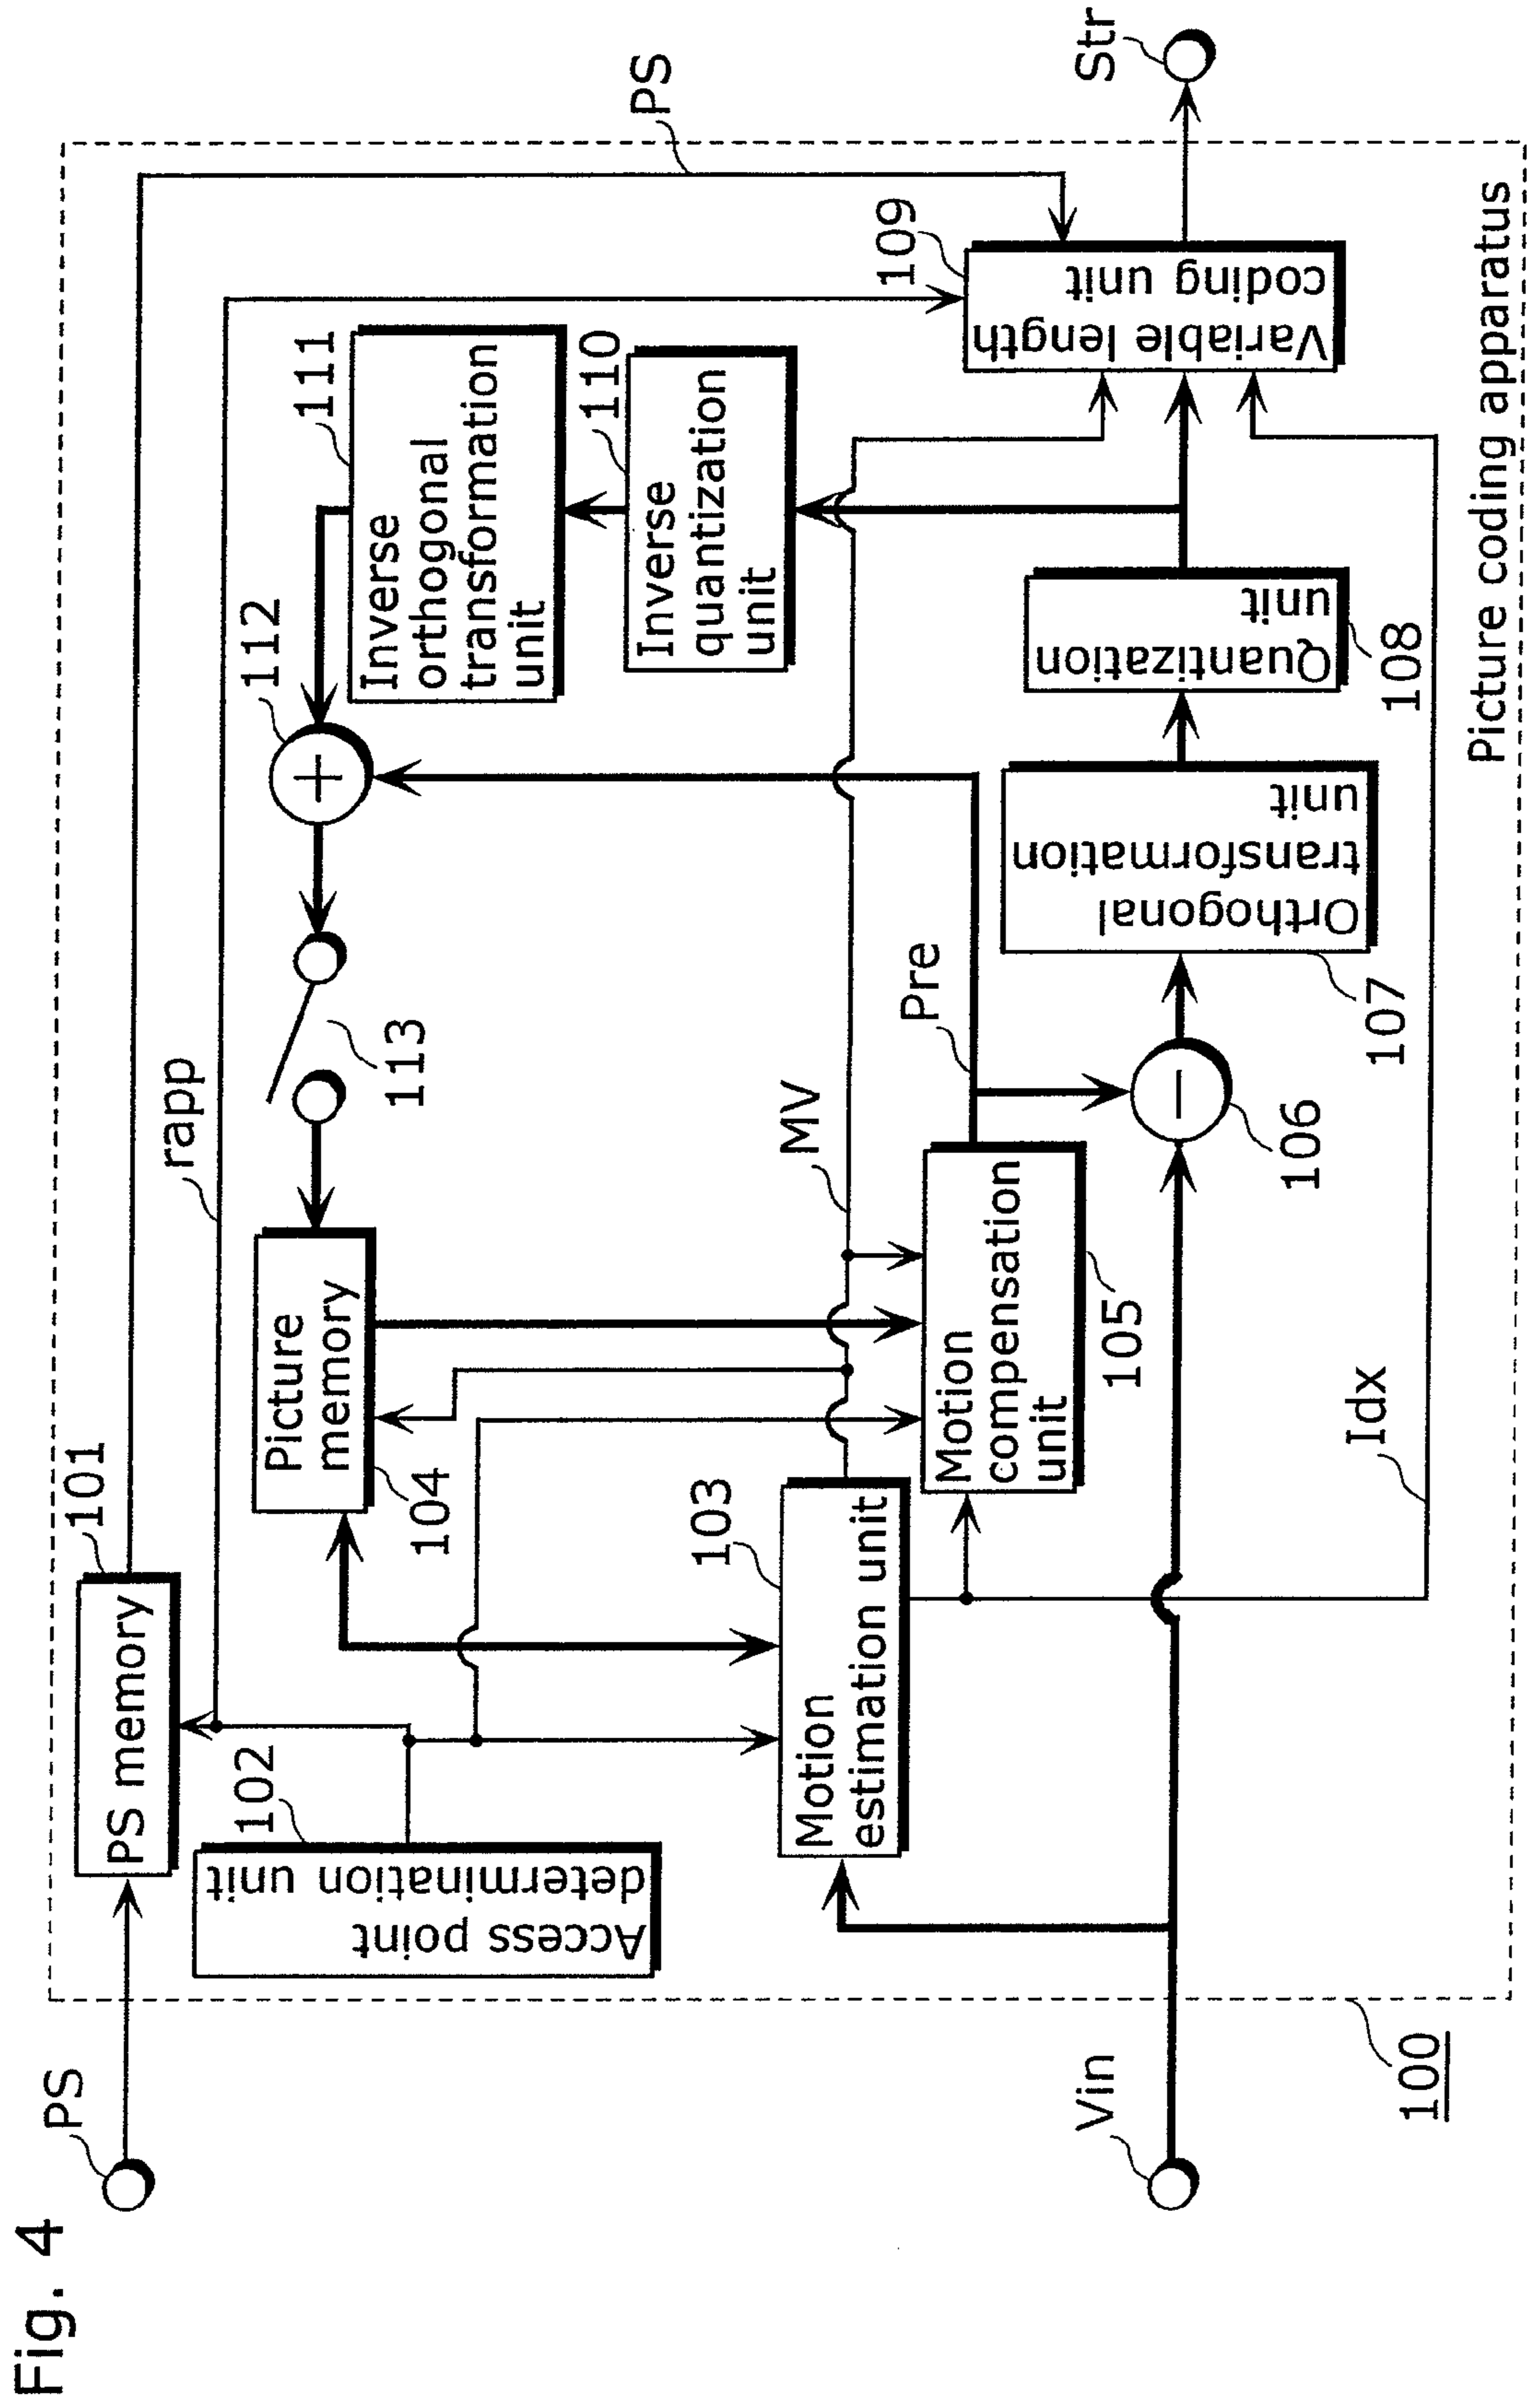 Fig. 4
PS
PS memory
101
Access point
determination unit
102
rapp
Picture
memory
104
113
112
Inverse
orthogonal
transformation
unit
111
Inverse
quantization
unit
110
PS
Motion
estimation unit
103
MV
Motion
compensation
unit
105
Pre
Variable length
coding unit
109
Str
Vin
106
Orthogonal
transformation
unit
107
Quantization
unit
108
Idx
100
Picture coding apparatus